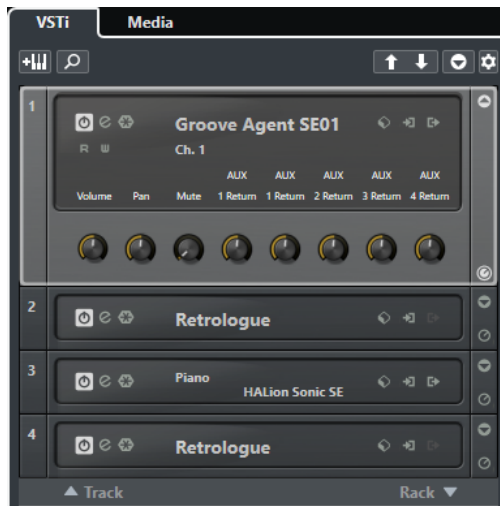 VSTi Media
1
Groove Agent SE01
R W
Ch. 1
AUX AUX AUX AUX AUX
Volume Pan Mute 1 Return 1 Return 2 Return 3 Return 4 Return
2
Retrologue
3
Piano
HALion Sonic SE
4
Retrologue
Track Rack